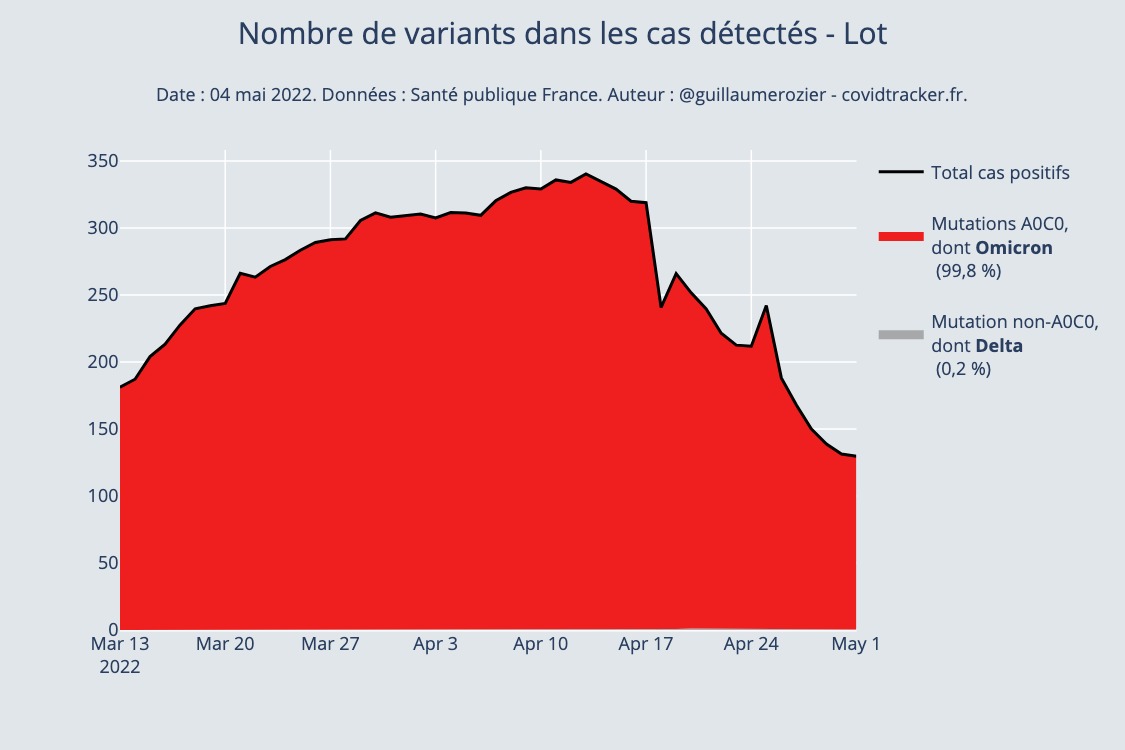 Nombre de variants dans les cas détectés - Lot
Date : 04 mai 2022. Données : Santé publique France. Auteur : @guillaumerozier - covidtracker.fr.
350
300
250
200
150
100
50
0
Mar 13
2022
Mar 20
Mar 27
Apr 3
Apr 10
Apr 17
Apr 24
May 1
Total cas positifs
Mutations A0C0,
dont Omicron
(99,8 %)
Mutation non-A0C0,
dont Delta
(0,2 %)